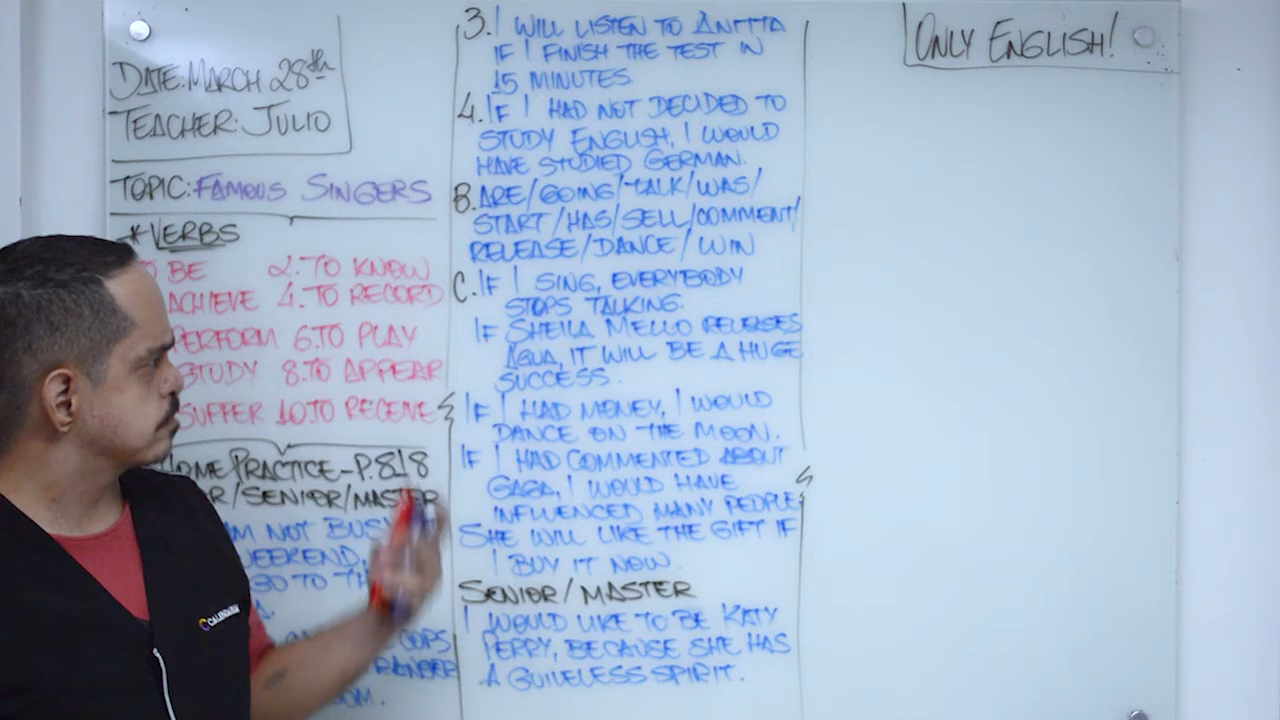 DATE: MARCH 28th
TEACHER: JULIO
TOPIC: FAMOUS SINGERS
*VERBS
BE 2. TO KNOW
ACHIEVE 4. TO RECORD
PERFORM 6. TO PLAY
STUDY 8. TO APPEAR
SUFFER 10. TO RECEIVE
HOME PRACTICE - P. 818
/SENIOR/MASTER
NOT
3. I WILL LISTEN TO ANITTA
IF I FINISH THE TEST IN
15 MINUTES.
4. IF I HAD NOT DECIDED TO
STUDY ENGLISH, I WOULD
HAVE STUDIED GERMAN.
B. ARE/GOING/TALK/WAS/
START/HAS/SELL/COMMENT/
RELEASE/DANCE/WIN
C. IF I SING, EVERYBODY
STOPS TALKING.
IF SHEILA MELLO RELEASES
AGUA, IT WILL BE A HUGE
SUCCESS.
IF I HAD MONEY, I WOULD
DANCE ON THE MOON.
IF I HAD COMMENTED ABOUT
GAGA, I WOULD HAVE
INFLUENCED MANY PEOPLE
SHE WILL LIKE THE GIFT IF
I BUY IT NOW.
SENIOR/MASTER
I WOULD LIKE TO BE KATY
PERRY, BECAUSE SHE HAS
A GUILELESS SPIRIT.
ONLY ENGLISH!